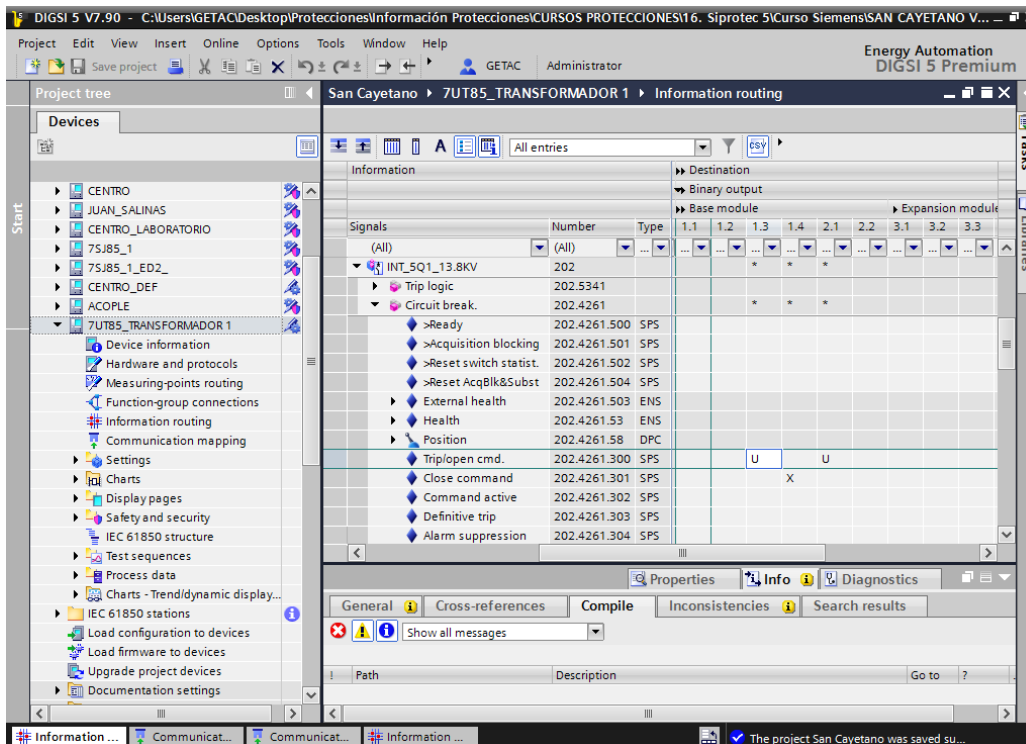 DIGSI 5 V7.90 - C:\Users\GETAC\Desktop\Protecciones\Información Protecciones\CURSOS PROTECCIONES\16. Siprotec 5\Curso Siemens\SAN CAYETANO V...
Project Edit View Insert Online Options Tools Window Help
Save project GETAC Administrator
Energy Automation
DIGSI 5 Premium
Project tree
San Cayetano 7UT85_TRANSFORMADOR 1 Information routing
Devices
Start
Tasks
Libraries
CENTRO
JUAN_SALINAS
CENTRO_LABORATORIO
7SJ85_1
7SJ85_1_ED2_
CENTRO_DEF
ACOPLE
7UT85_TRANSFORMADOR 1
Device information
Hardware and protocols
Measuring-points routing
Function-group connections
Information routing
Communication mapping
Settings
Charts
Display pages
Safety and security
IEC 61850 structure
Test sequences
Process data
Charts - Trend/dynamic display...
IEC 61850 stations
Load configuration to devices
Load firmware to devices
Upgrade project devices
Documentation settings
A All entries CSV
Information Destination
Binary output
Base module Expansion module
Signals Number Type 1.1 1.2 1.3 1.4 2.1 2.2 3.1 3.2 3.3
(All) (All) ... ... ... ... ... ... ... ... ... ...
INT_5Q1_13.8KV 202 * * *
Trip logic 202.5341
Circuit break. 202.4261 * * *
>Ready 202.4261.500 SPS
>Acquisition blocking 202.4261.501 SPS
>Reset switch statist. 202.4261.502 SPS
>Reset AcqBlk&Subst 202.4261.504 SPS
External health 202.4261.503 ENS
Health 202.4261.53 ENS
Position 202.4261.58 DPC
Trip/open cmd. 202.4261.300 SPS U U
Close command 202.4261.301 SPS X
Command active 202.4261.302 SPS
Definitive trip 202.4261.303 SPS
Alarm suppression 202.4261.304 SPS
Properties Info Diagnostics
General Cross-references Compile Inconsistencies Search results
Show all messages
! Path Description Go to ?
Information ... Communicat... Communicat... Information ...
The project San Cayetano was saved su...